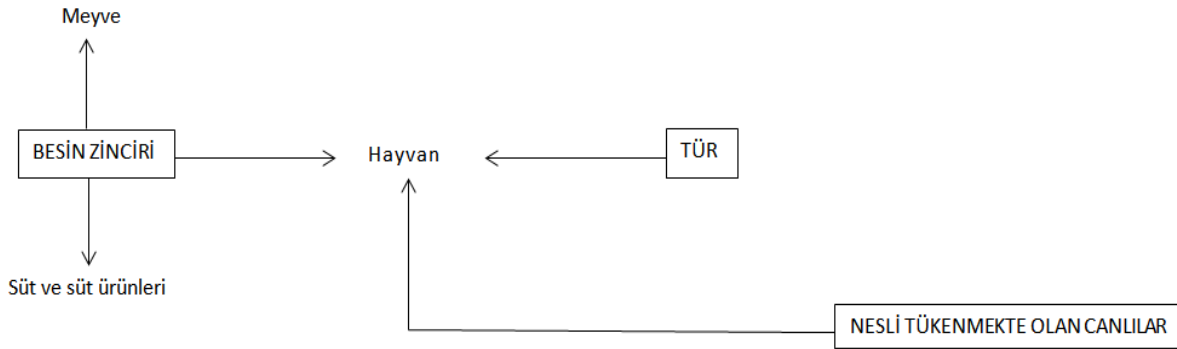 Meyve
BESİN ZİNCİRİ
Hayvan
TÜR
Süt ve süt ürünleri
NESLİ TÜKENMEKTE OLAN CANLILAR